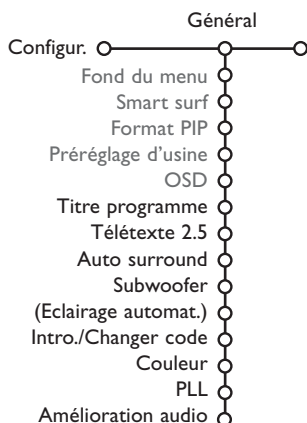 Général
Configur.
Fond du menu
Smart surf
Format PIP
Préréglage d'usine
OSD
Titre programme
Télétexte 2.5
Auto surround
Subwoofer
(Eclairage automat.)
Intro./Changer code
Couleur
PLL
Amélioration audio